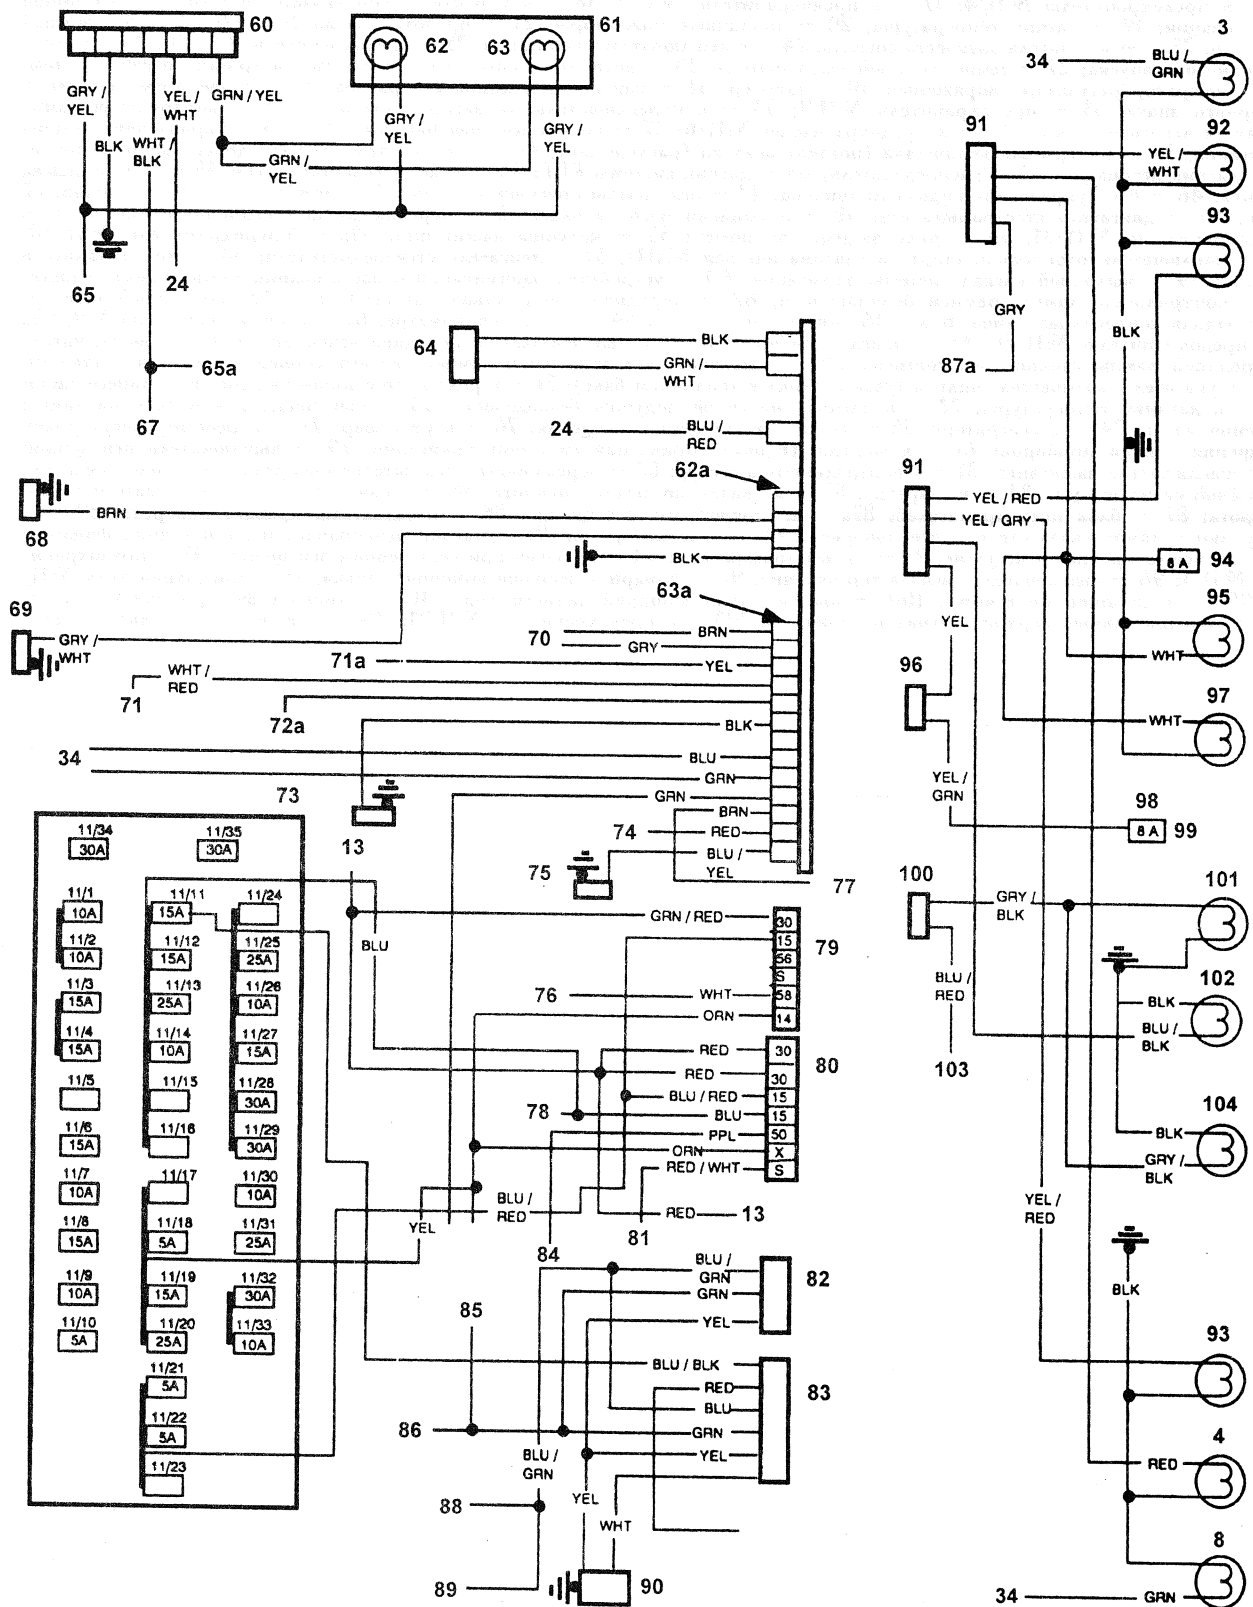 60
61
3
62
63
34
BLU /
GRN
GRY /
YEL
YEL /
WHT
GRN / YEL
BLK
WHT /
BLK
GRY /
YEL
GRY /
YEL
GRN /
YEL
91
92
YEL /
WHT
93
65
24
GRY
BLK
64
BLK
GRN /
WHT
65a
87a
67
24
BLU /
RED
62a
91
YEL / RED
YEL / GRY
68
BRN
BLK
94
8 A
63a
95
69
GRY /
WHT
70
BRN
GRY
YEL
WHT
71a
YEL
96
WHT /
RED
71
97
72a
BLK
WHT
34
BLU
GRN
YEL /
GRN
73
GRN
BRN
98
8 A
99
13
74
RED
75
BLU /
YEL
77
100
101
GRY /
BLK
11/34
30A
11/35
30A
11/1
10A
11/11
15A
11/24
GRN / RED
30
15
56
S
58
14
79
BLU
11/2
10A
11/12
15A
11/25
25A
76
WHT
ORN
BLU /
RED
102
BLK
BLU /
BLK
11/3
15A
11/13
25A
11/26
10A
11/4
15A
11/14
10A
11/27
15A
RED
30
80
RED
30
103
11/5
11/15
11/28
30A
BLU / RED
15
78
BLU
15
104
11/6
15A
11/16
11/29
30A
PPL
50
BLK
ORN
X
RED / WHT
S
GRY /
BLK
11/7
10A
11/17
11/30
10A
YEL
BLU /
RED
RED
13
81
YEL /
RED
11/8
15A
11/18
5A
11/31
25A
84
BLU /
GRN
GRN
YEL
82
BLK
11/9
10A
11/19
15A
11/32
30A
85
11/10
5A
11/20
25A
11/33
10A
93
11/21
5A
BLU / BLK
RED
BLU
83
86
GRN
YEL
11/22
5A
4
RED
BLU /
GRN
11/23
YEL
88
WHT
8
89
90
34
GRN